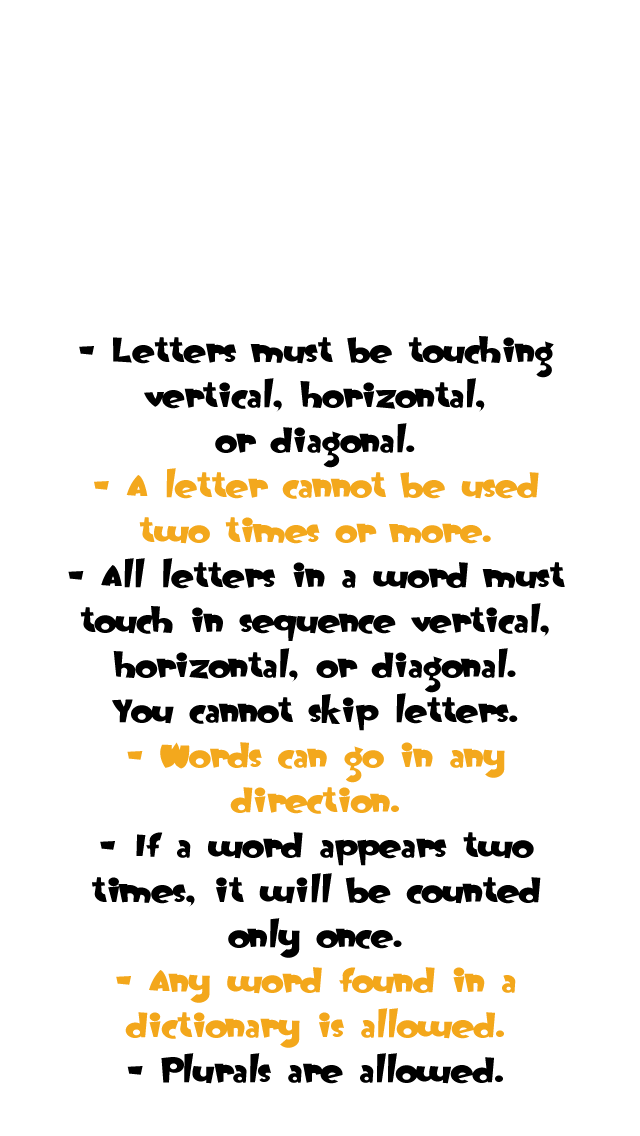 - Letters must be touching
vertical, horizontal,
or diagonal.
- A letter cannot be used
two times or more.
- All letters in a word must
touch in sequence vertical,
horizontal, or diagonal.
You cannot skip letters.
- Words can go in any
direction.
- If a word appears two
times, it will be counted
only once.
- Any word found in a
dictionary is allowed.
- Plurals are allowed.